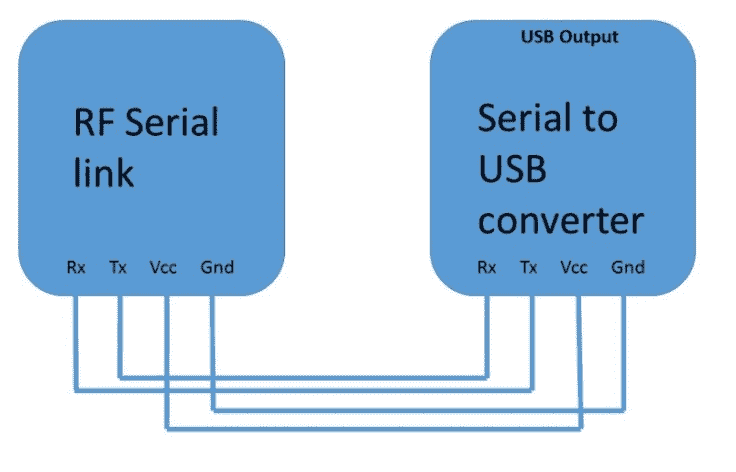 RF Serial
link
Rx Tx Vcc Gnd
USB Output
Serial to
USB
converter
Rx Tx Vcc Gnd